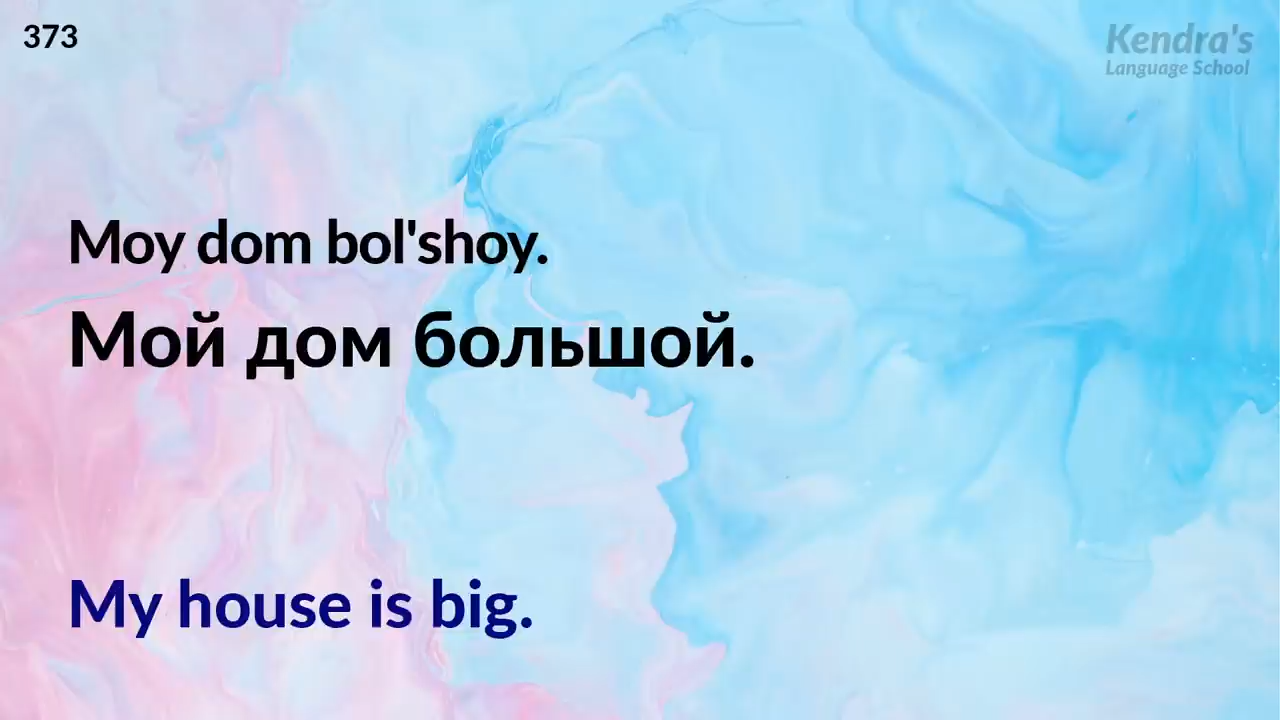 373
Kendra's
Language School
Moy dom bol'shoy.
Мой дом большой.
My house is big.